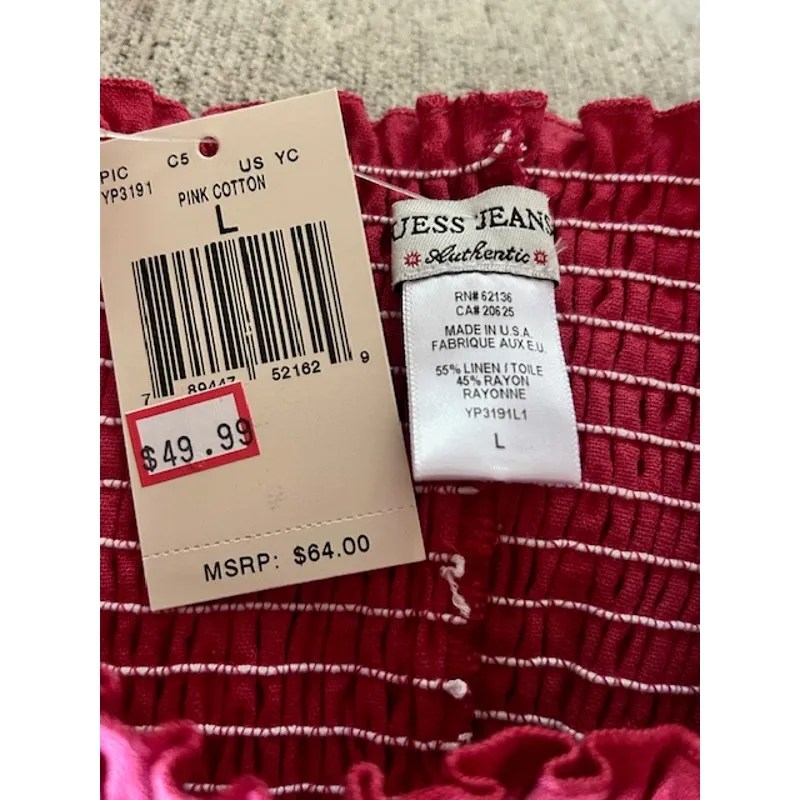 PIC C5 US YC
YP3191
PINK COTTON
L
7 89447 52162 9
$49.99
MSRP: $64.00
UESS JEANS
Authentic
RN# 62136
CA# 20625
MADE IN U.S.A.
FABRIQUE AUX E.U.
55% LINEN / TOILE
45% RAYON
RAYONNE
YP3191L1
L